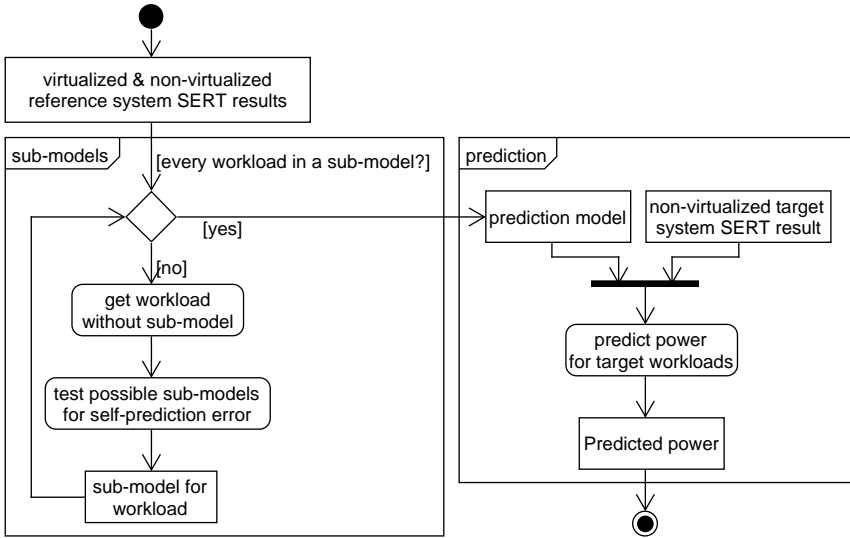 virtualized & non-virtualized
reference system SERT results
sub-models
[every workload in a sub-model?]
[yes]
[no]
get workload
without sub-model
test possible sub-models
for self-prediction error
sub-model for
workload
prediction
prediction model
non-virtualized target
system SERT result
predict power
for target workloads
Predicted power